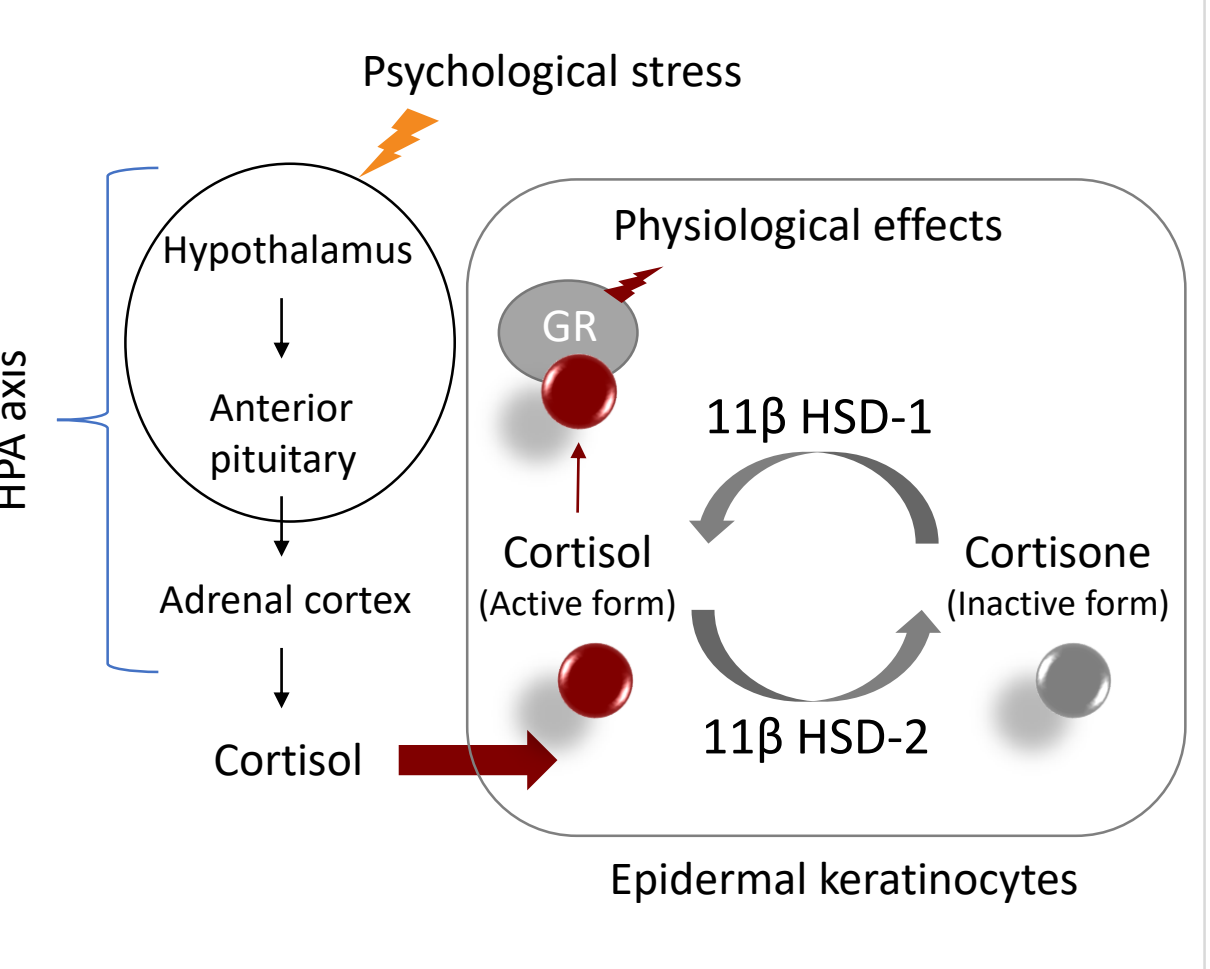 Psychological stress
HPA axis
Hypothalamus
Anterior
pituitary
Adrenal cortex
Cortisol
Physiological effects
GR
11β HSD-1
Cortisol
(Active form)
Cortisone
(Inactive form)
11β HSD-2
Epidermal keratinocytes